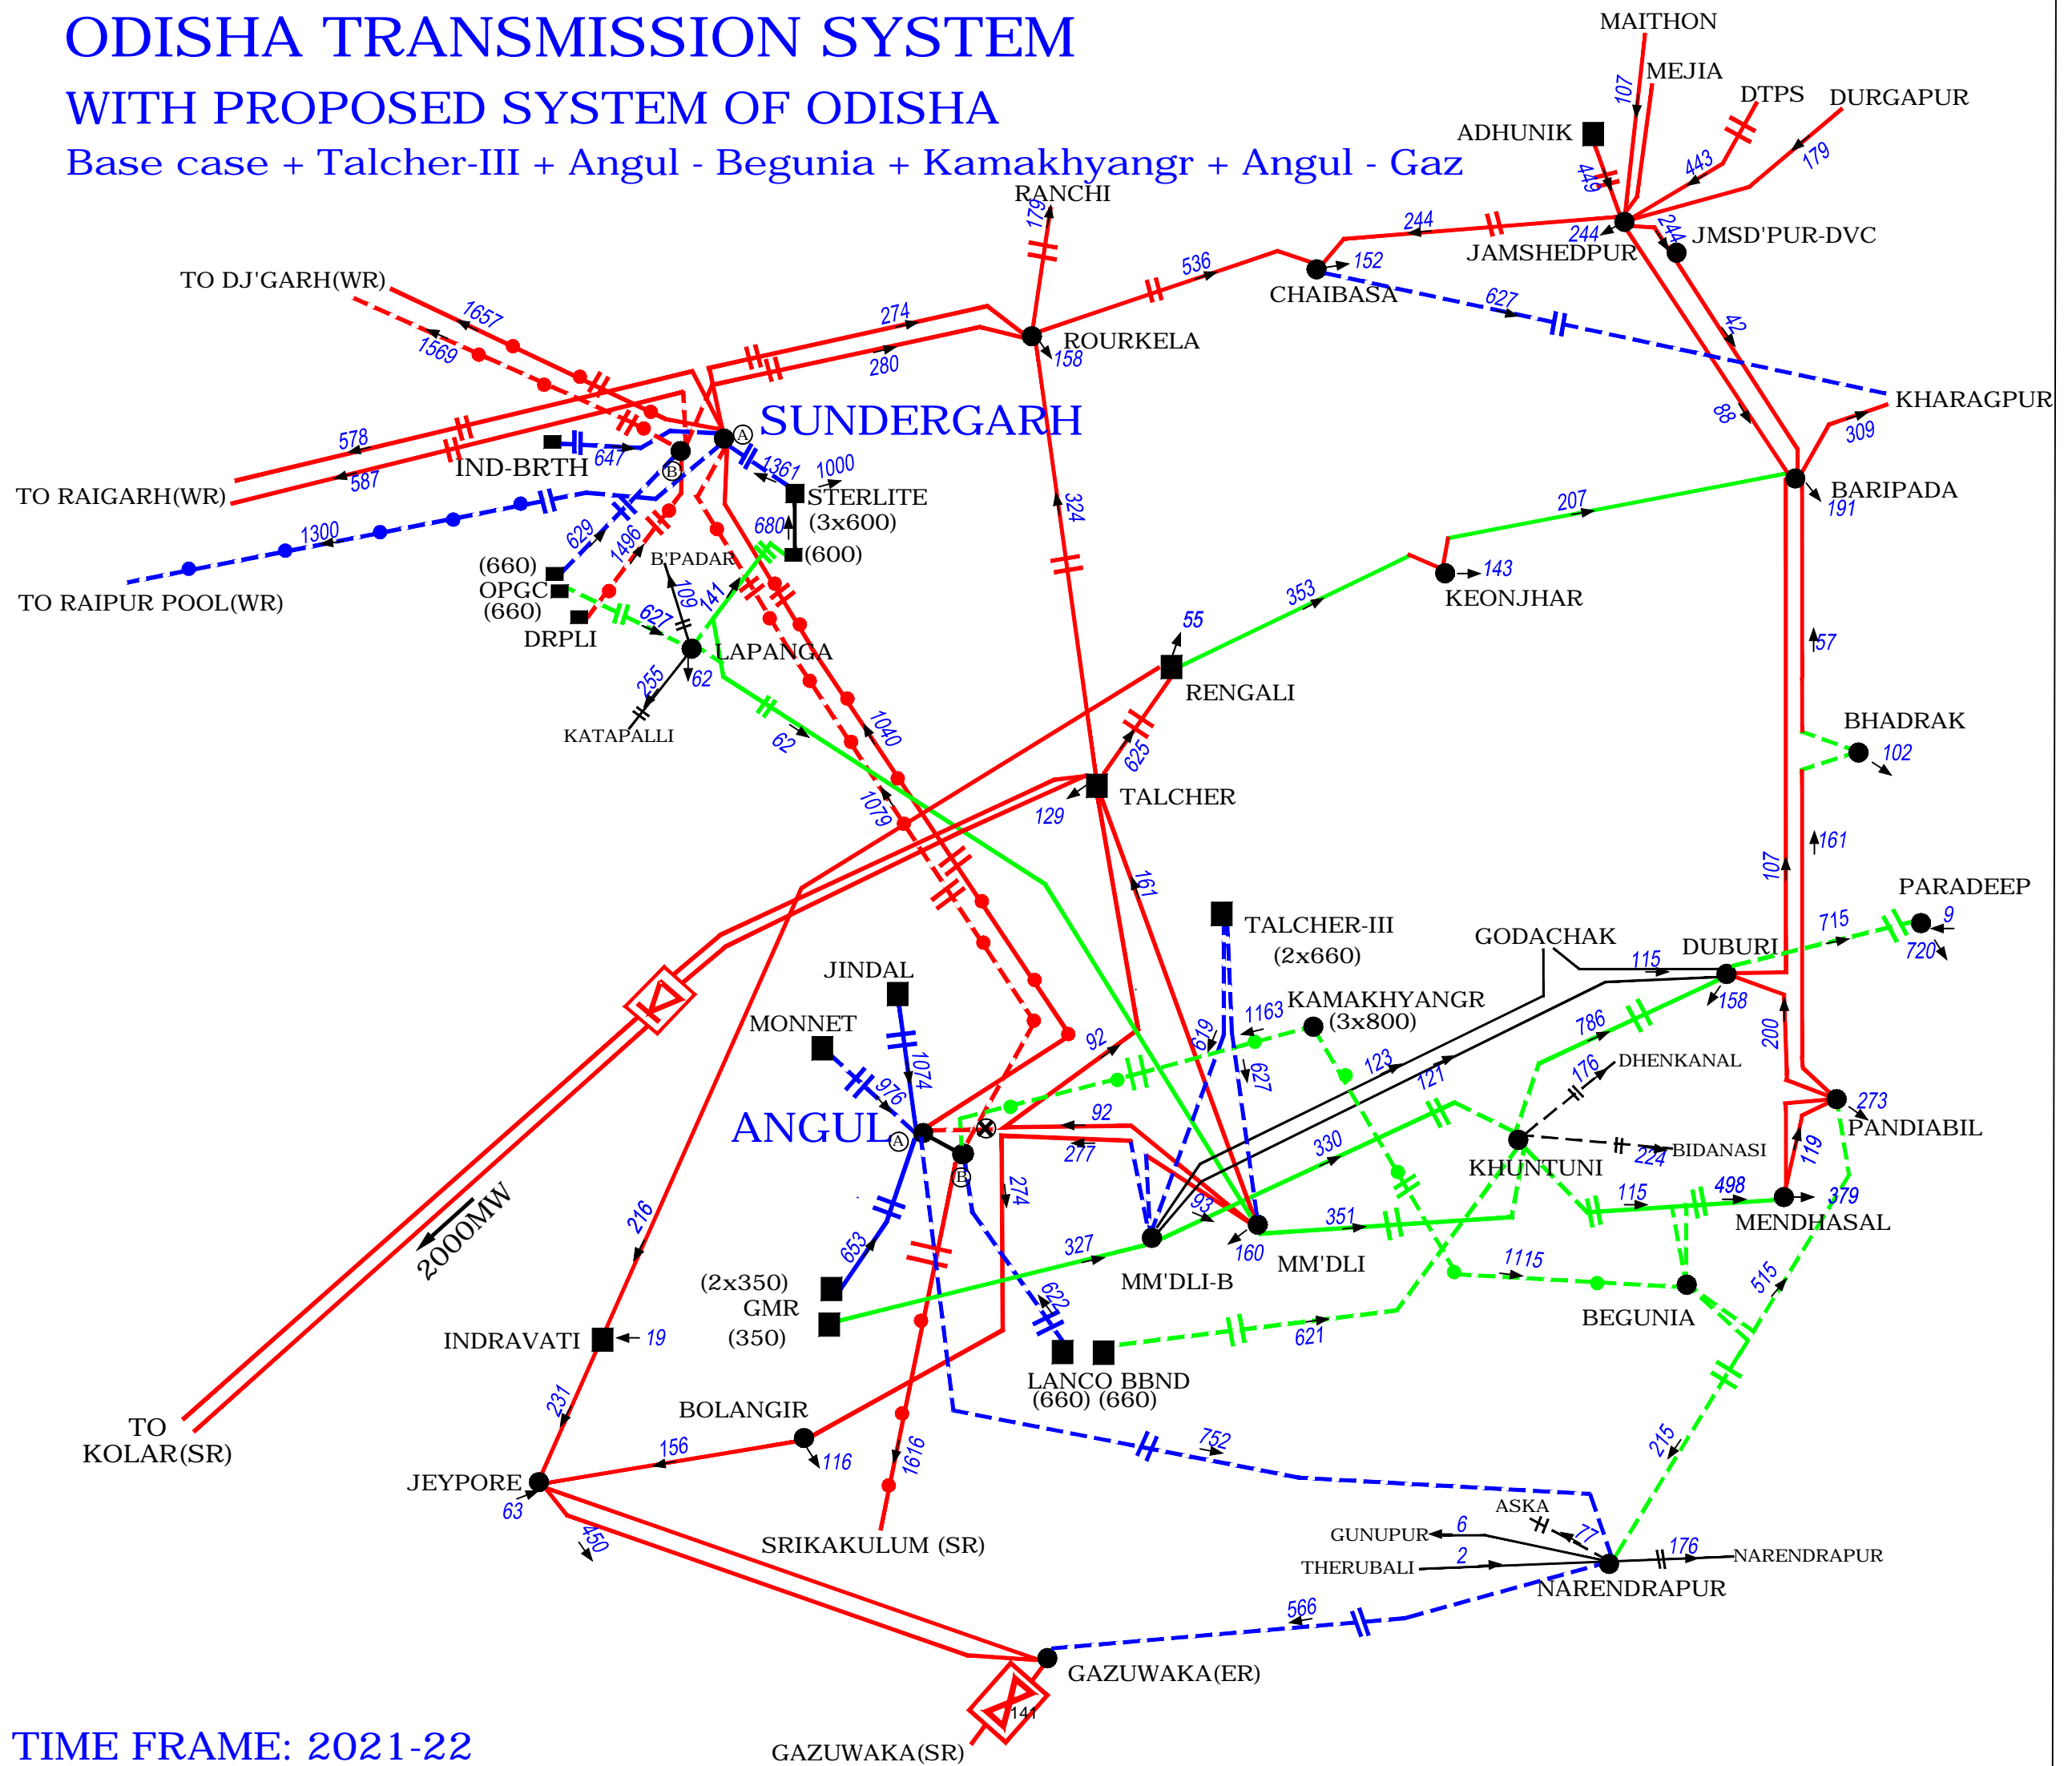 ODISHA TRANSMISSION SYSTEM
WITH PROPOSED SYSTEM OF ODISHA
Base case + Talcher-III + Angul - Begunia + Kamakhyangr + Angul - Gaz
MAITHON
MEJIA
DTPS
DURGAPUR
ADHUNIK
107
443
179
449
RANCHI
179
244
244
244
JMSD'PUR-DVC
JAMSHEDPUR
536
152
CHAIBASA
627
TO DJ'GARH(WR)
1657
1569
274
280
ROURKELA
158
42
88
KHARAGPUR
309
SUNDERGARH
A
B
578
587
IND-BRTH
647
1361
1000
STERLITE
(3x600)
680
(600)
TO RAIGARH(WR)
1300
TO RAIPUR POOL(WR)
629
1496
(660)
OPGC
(660)
DRPLI
627
B'PADAR
109
141
LAPANGA
62
255
KATAPALLI
62
324
BARIPADA
191
207
143
KEONJHAR
353
55
RENGALI
57
BHADRAK
102
1040
1079
625
TALCHER
129
161
161
107
PARADEEP
9
715
720
TALCHER-III
(2x660)
GODACHAK
115
DUBURI
158
JINDAL
MONNET
1074
976
KAMAKHYANGR
(3x800)
1163
619
627
92
123
121
786
200
DHENKANAL
176
ANGUL
A
B
92
277
274
330
KHUNTUNI
BIDANASI
224
273
PANDIABIL
119
93
115
498
379
MENDHASAL
351
160
MM'DLI
MM'DLI-B
327
653
(2x350)
GMR
(350)
622
621
LANCO BBND
(660) (660)
1115
BEGUNIA
515
215
2000MW
216
INDRAVATI
19
231
TO
KOLAR(SR)
BOLANGIR
156
116
1616
JEYPORE
63
450
SRIKAKULUM (SR)
752
ASKA
77
GUNUPUR
6
THERUBALI
2
176
NARENDRAPUR
NARENDRAPUR
566
GAZUWAKA(ER)
141
GAZUWAKA(SR)
TIME FRAME: 2021-22